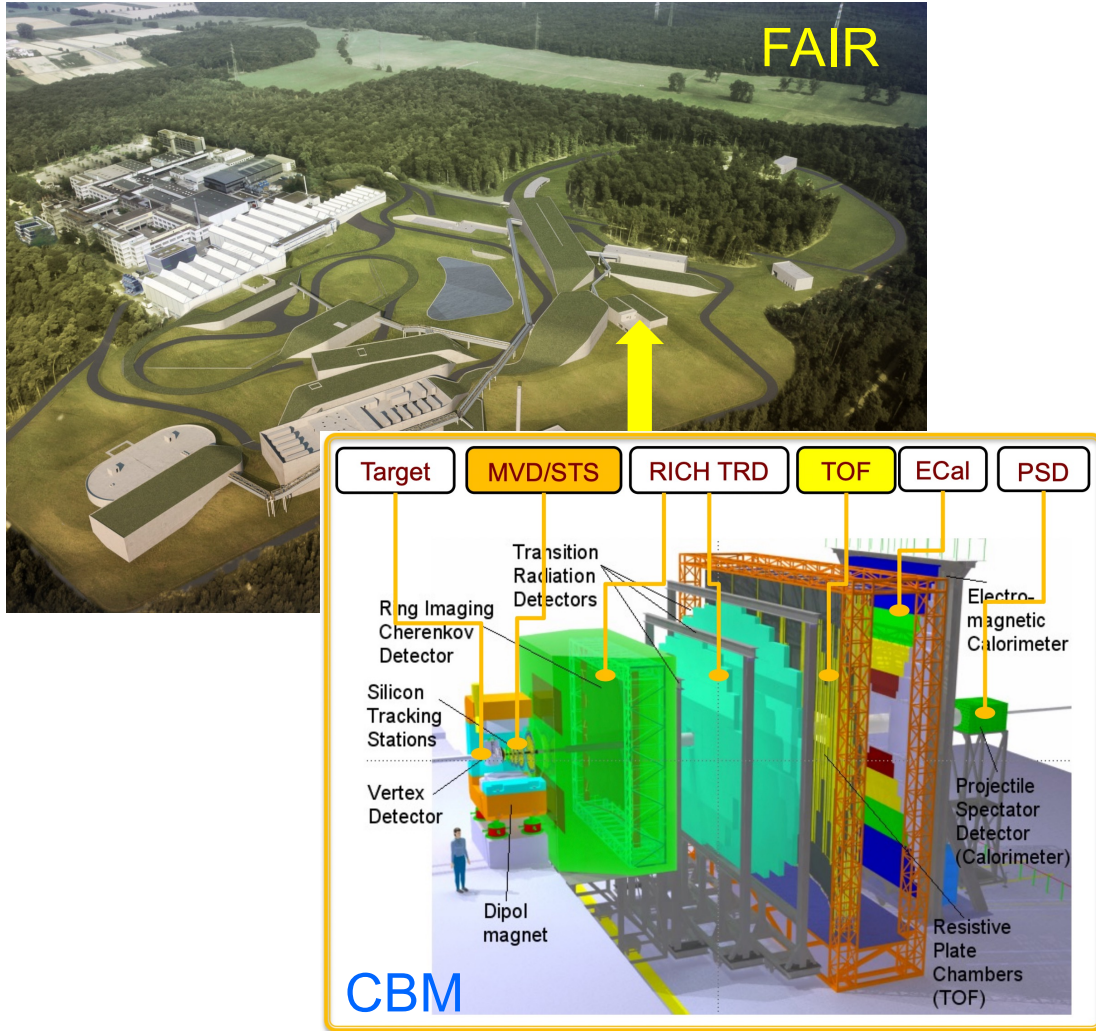 FAIR
Target
MVD/STS
RICH TRD
TOF
ECal
PSD
Transition
Radiation
Detectors
Ring Imaging
Cherenkov
Detector
Silicon
Tracking
Stations
Vertex
Detector
Dipol
magnet
Electro-
magnetic
Calorimeter
Projectile
Spectator
Detector
(Calorimeter)
Resistive
Plate
Chambers
(TOF)
CBM